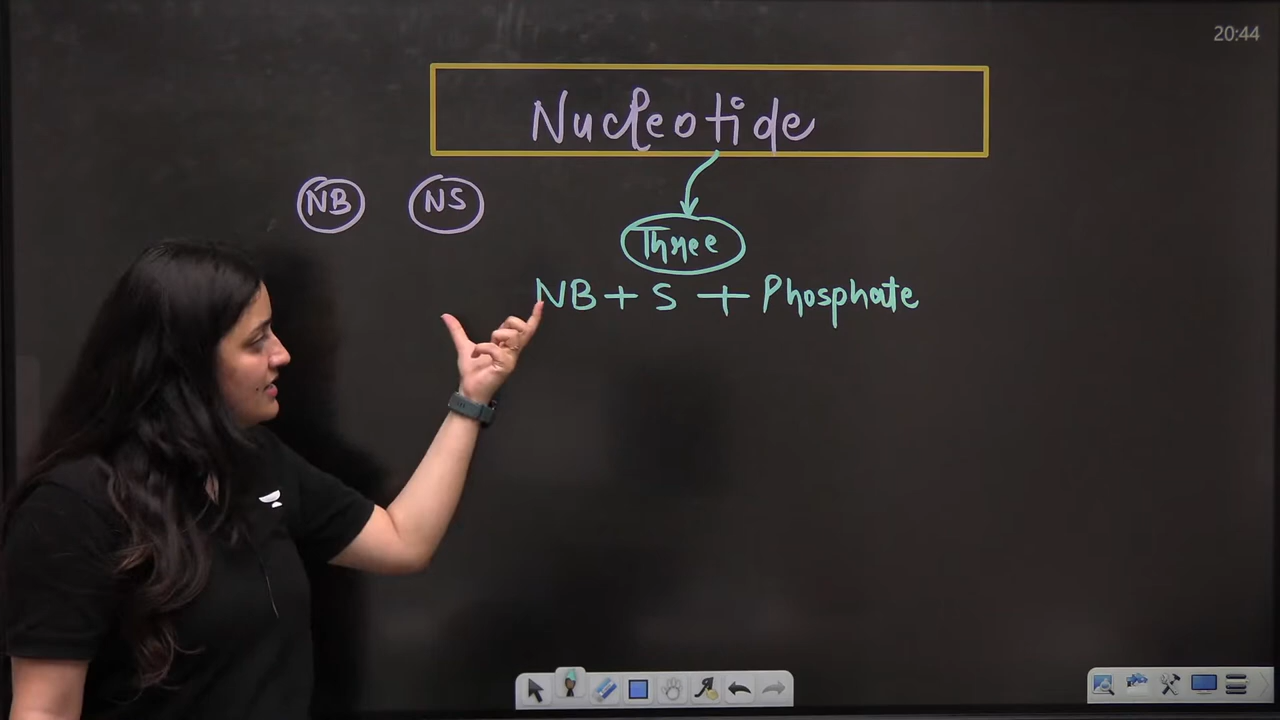 20:44
Nucleotide
NB NS
Three
NB + S + Phosphate